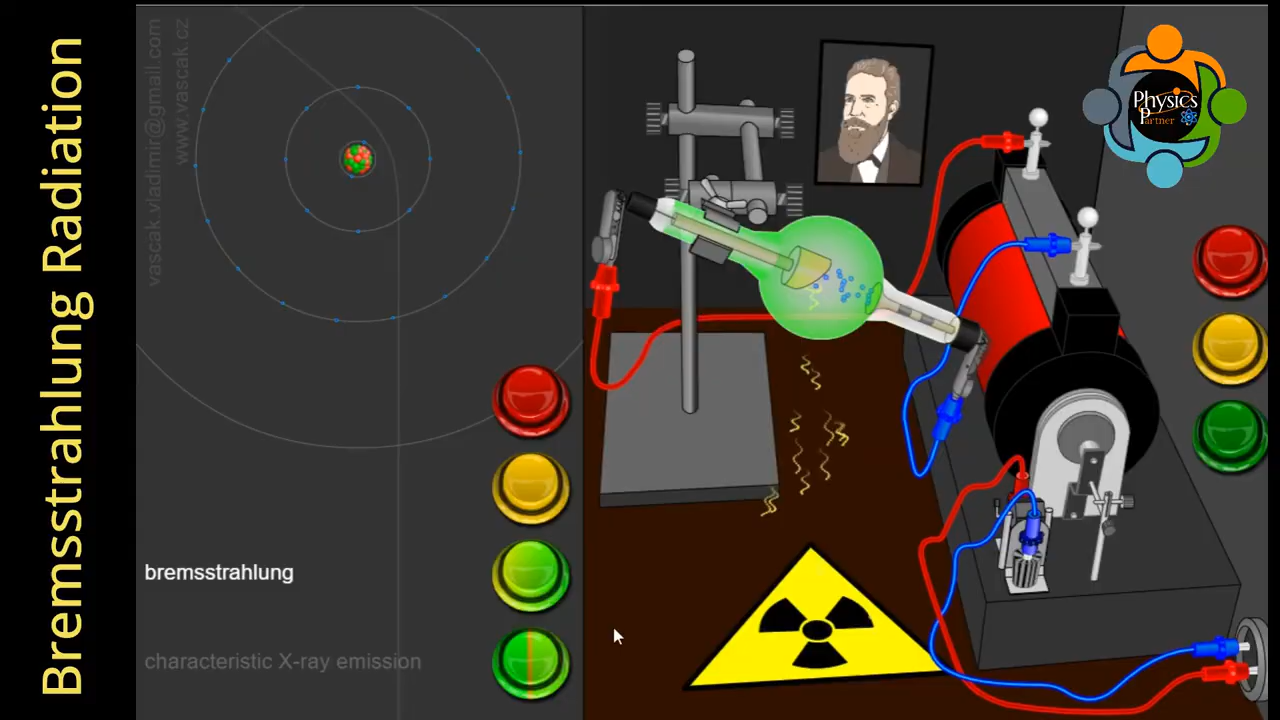 Bremsstrahlung Radiation
vascak.vladimir@gmail.com
www.vascak.cz
Physics
Partner
bremsstrahlung
characteristic X-ray emission